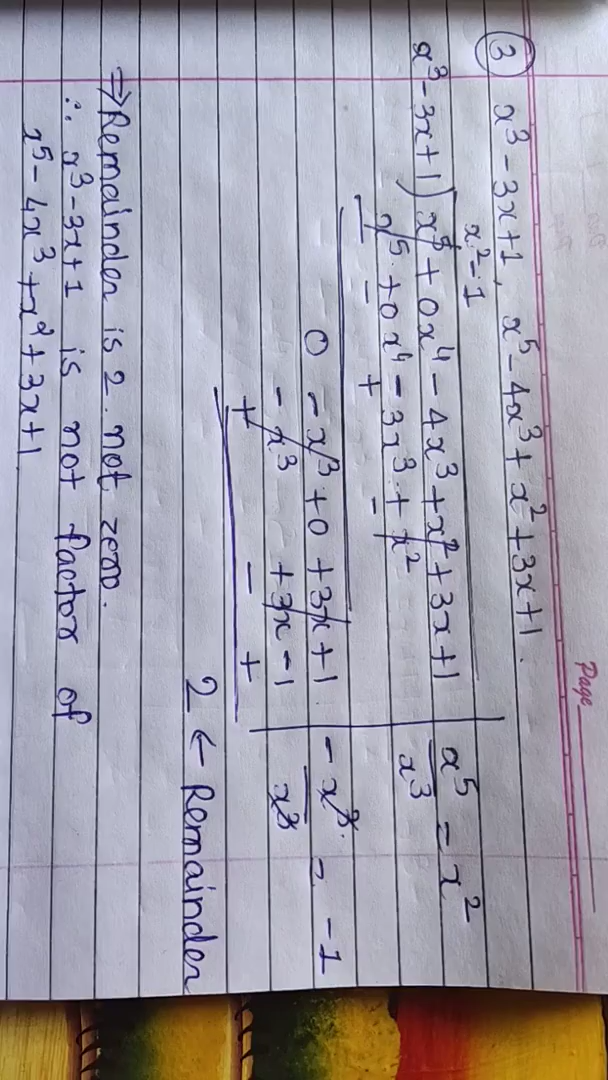 Page
③ x³ - 3x + 1, x⁵ - 4x³ + x² + 3x + 1.
x² - 1
x³ - 3x + 1 ) x⁵ + 0x⁴ - 4x³ + x² + 3x + 1 x⁵/x³ = x²
x⁵ + 0x⁴ - 3x³ + x²
- - + -
0 - x³ + 0 + 3x + 1 -x³/x³ = -1
- x³ + 3x - 1
+ - +
2 ← Remainder
⇒ Remainder is 2 not zero.
∴ x³ - 3x + 1 is not factor of
x⁵ - 4x³ + x² + 3x + 1